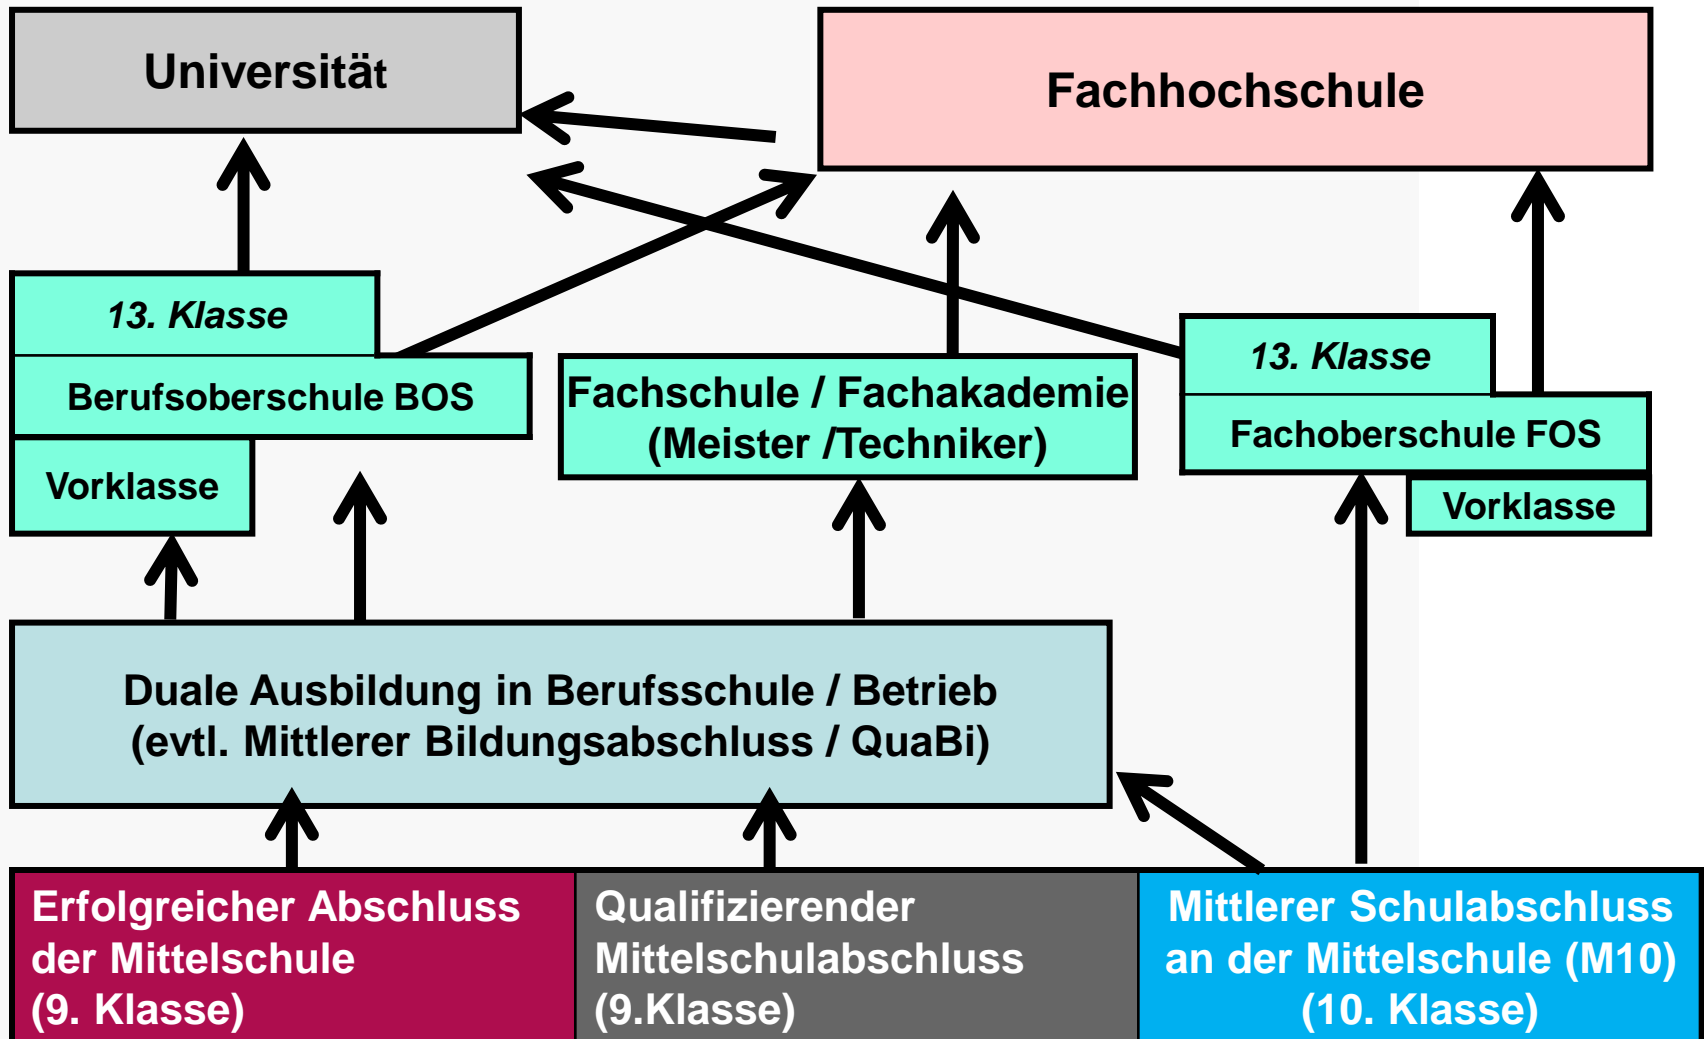 Universität
Fachhochschule
13. Klasse
Berufsoberschule BOS
Vorklasse
Fachschule / Fachakademie
(Meister /Techniker)
13. Klasse
Fachoberschule FOS
Vorklasse
Duale Ausbildung in Berufsschule / Betrieb
(evtl. Mittlerer Bildungsabschluss / QuaBi)
Erfolgreicher Abschluss
der Mittelschule
(9. Klasse)
Qualifizierender
Mittelschulabschluss
(9.Klasse)
Mittlerer Schulabschluss
an der Mittelschule (M10)
(10. Klasse)